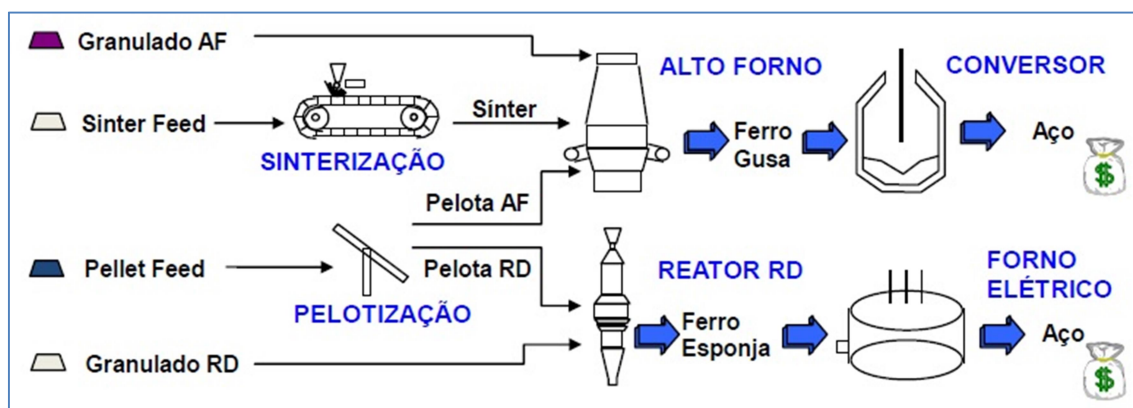 Granulado AF
ALTO FORNO
CONVERSOR
Sinter Feed
Sínter
SINTERIZAÇÃO
Ferro
Gusa
Aço
$
Pelota AF
Pellet Feed
Pelota RD
PELOTIZAÇÃO
REATOR RD
FORNO
ELÉTRICO
Ferro
Esponja
Aço
Granulado RD
$